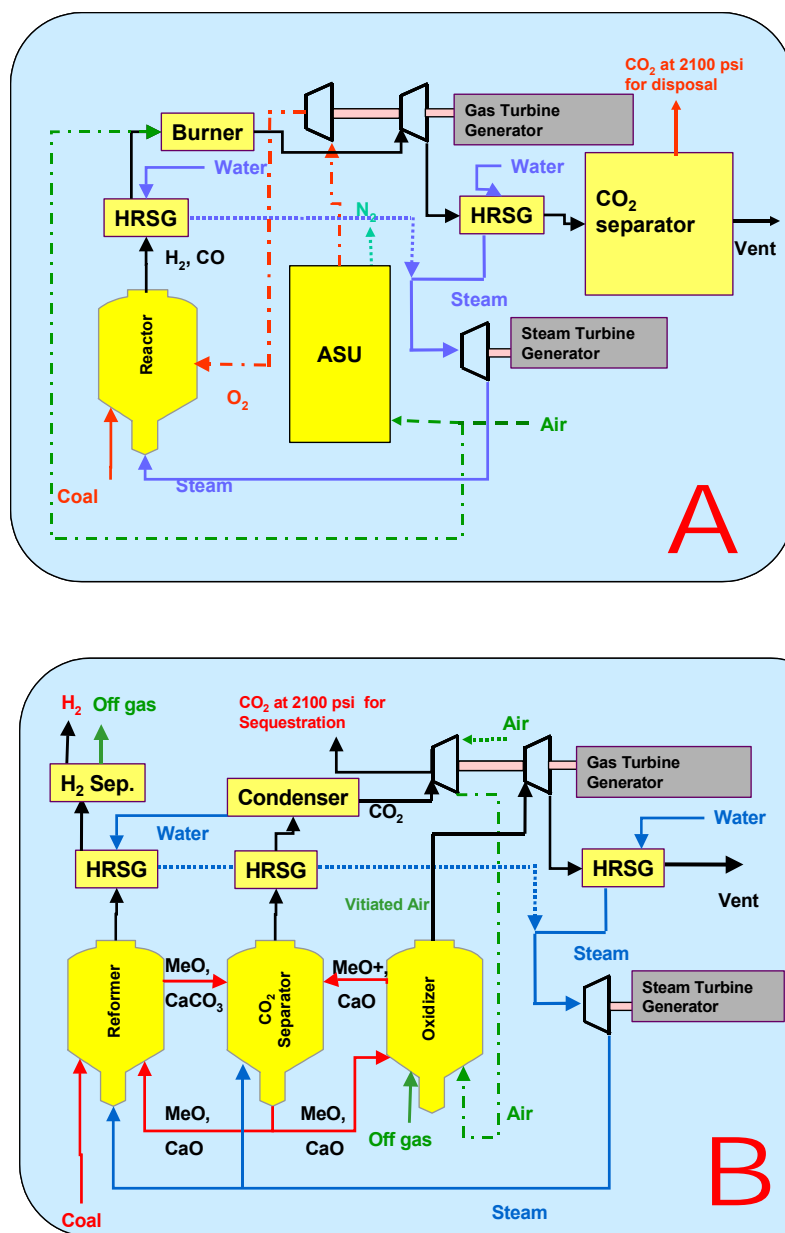 CO2 at 2100 psi
for disposal
Gas Turbine
Generator
Burner
Water
Water
HRSG
N2
HRSG
CO2
separator
Vent
H2, CO
Steam
Reactor
ASU
Steam Turbine
Generator
O2
Air
Coal
Steam
A
H2
Off gas
CO2 at 2100 psi for
Sequestration
Air
Gas Turbine
Generator
H2 Sep.
Condenser
CO2
Water
Water
HRSG
HRSG
HRSG
Vitiated Air
Vent
Steam
MeO,
CaCO3
MeO+,
CaO
Reformer
CO2
Separator
Oxidizer
Steam Turbine
Generator
MeO,
CaO
MeO,
CaO
Off gas
Air
Coal
Steam
B